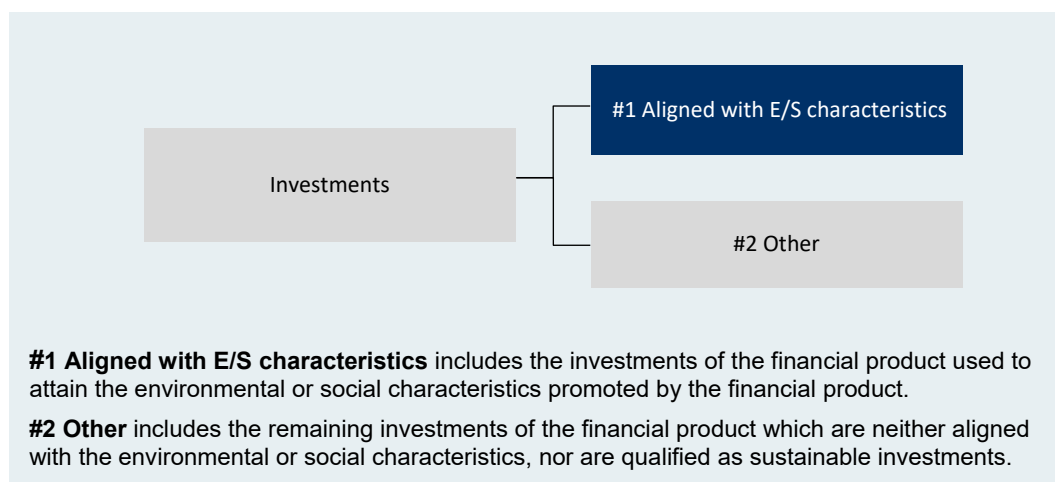 #1 Aligned with E/S characteristics
Investments
#2 Other
#1 Aligned with E/S characteristics includes the investments of the financial product used to
attain the environmental or social characteristics promoted by the financial product.
#2 Other includes the remaining investments of the financial product which are neither aligned
with the environmental or social characteristics, nor are qualified as sustainable investments.